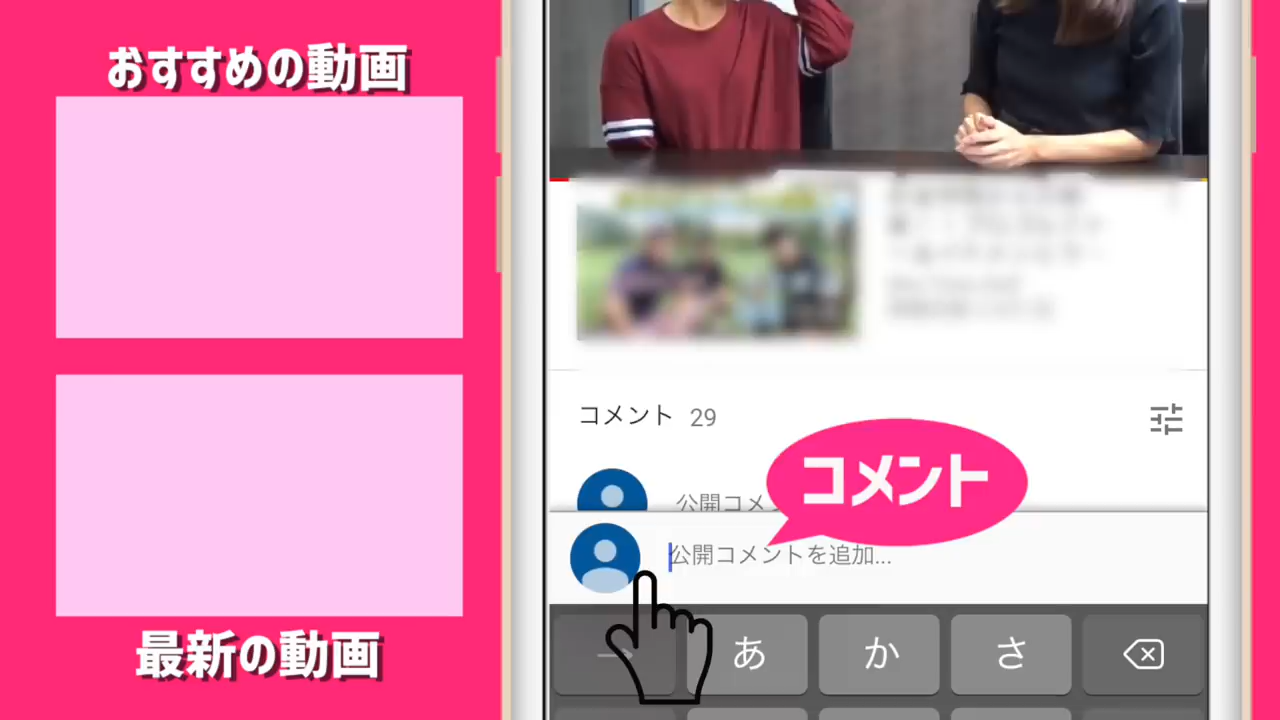 おすすめの動画
最新の動画
コメント 29
コメント
公開コメ
公開コメントを追加...
あ
か
さ